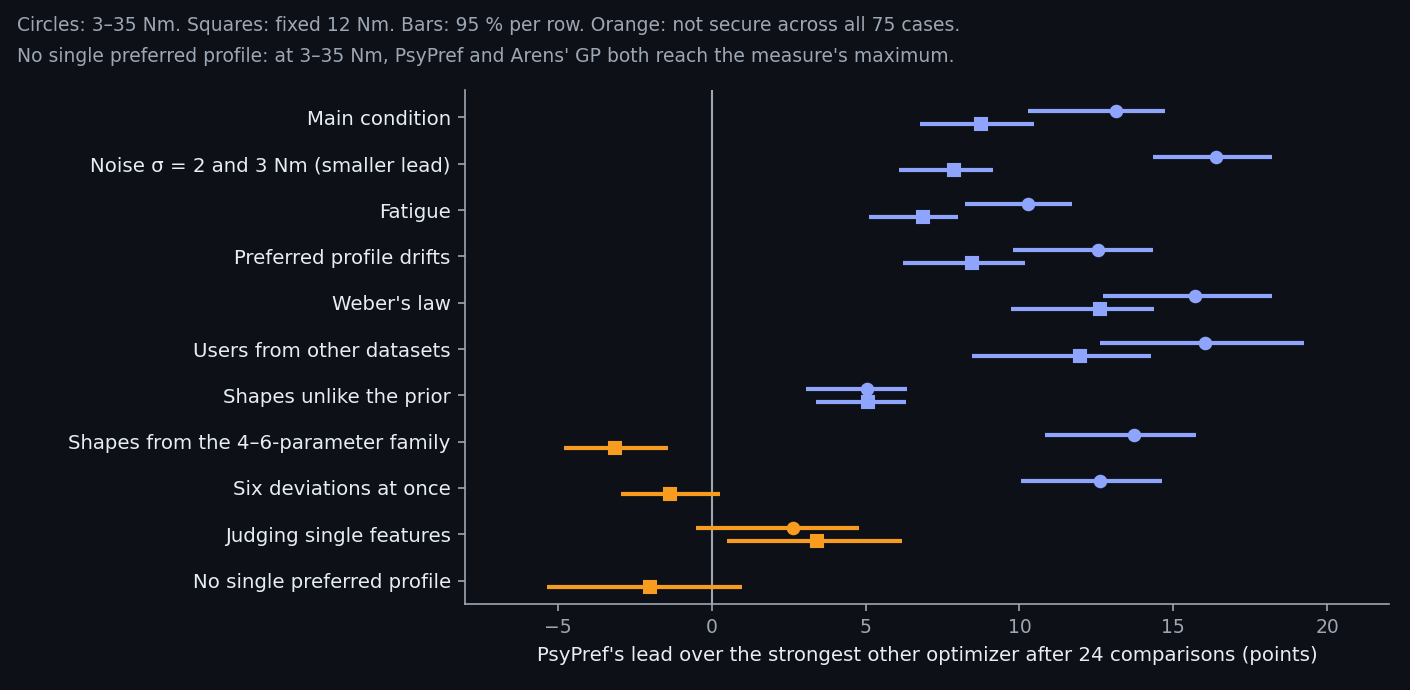 Circles: 3–35 Nm. Squares: fixed 12 Nm. Bars: 95 % per row. Orange: not secure across all 75 cases.
No single preferred profile: at 3–35 Nm, PsyPref and Arens' GP both reach the measure's maximum.
Main condition
Noise σ = 2 and 3 Nm (smaller lead)
Fatigue
Preferred profile drifts
Weber's law
Users from other datasets
Shapes unlike the prior
Shapes from the 4–6-parameter family
Six deviations at once
Judging single features
No single preferred profile
−5 0 5 10 15 20
PsyPref's lead over the strongest other optimizer after 24 comparisons (points)